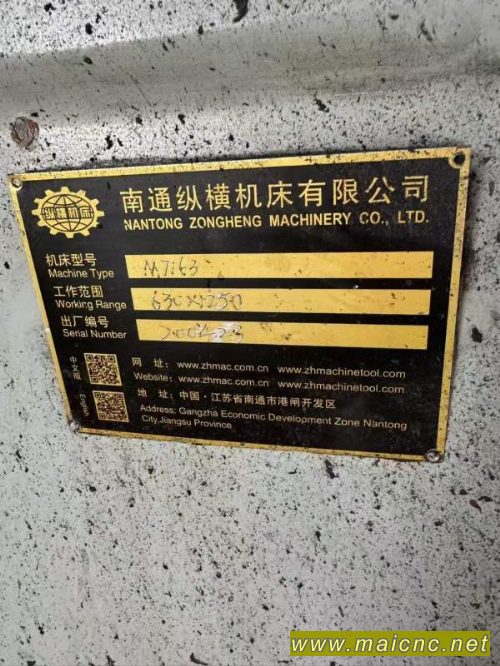 纵横机床
南通纵横机床有限公司
NANTONG ZONGHENG MACHINERY CO., LTD.
机床型号 M7163
Machine Type
工作范围 630X1250
Working Range
出厂编号
Serial Number
中文版
网 址: www.zhmac.com.cn www.zhmachinetool.com
Website: www.zhmac.com.cn www.zhmachinetool.com
地 址: 中国·江苏省南通市港闸开发区
Address: Gangzha Economic Development Zone Nantong
City,Jiangsu Province
www.maicnc.net